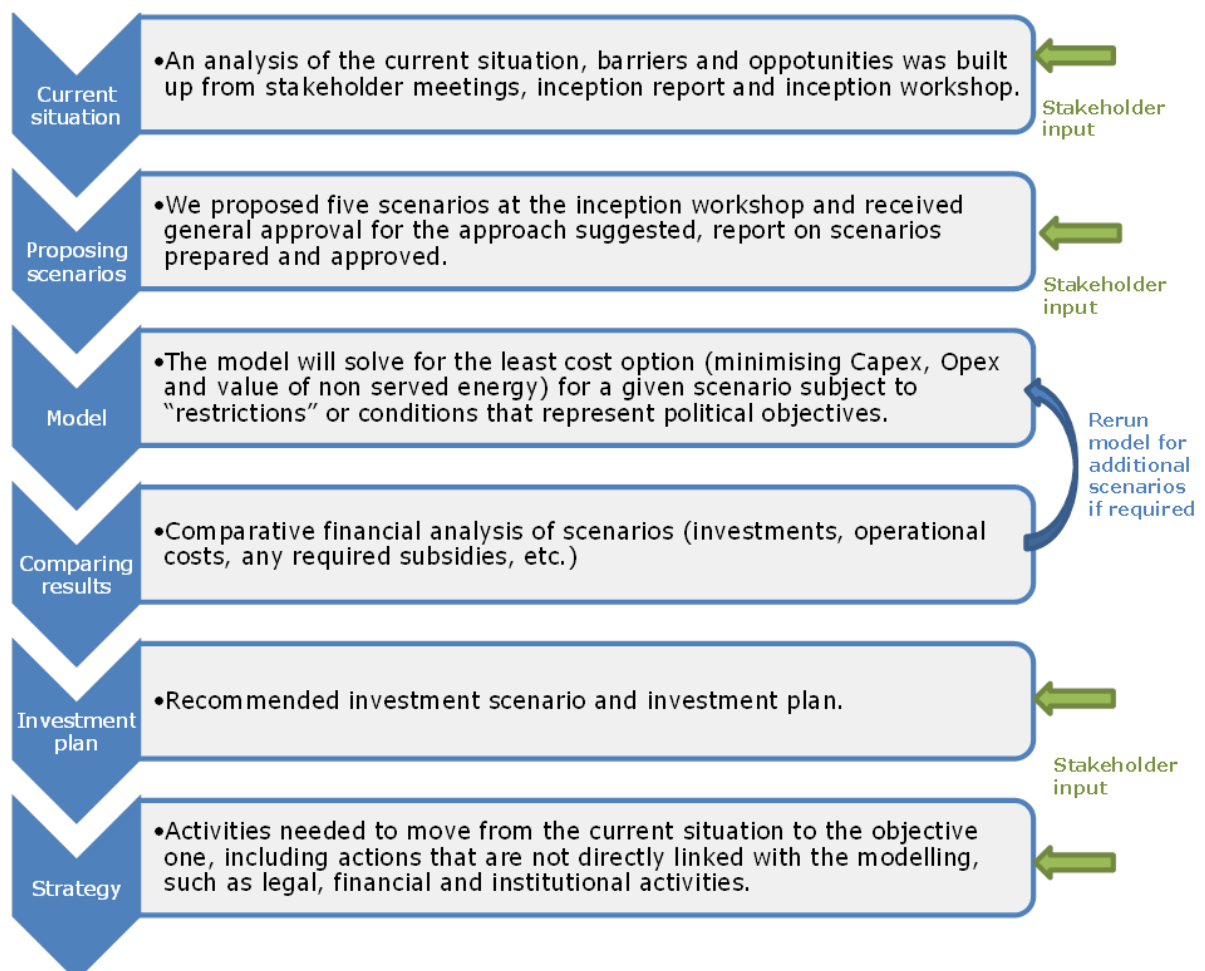 Current
situation
•An analysis of the current situation, barriers and oppotunities was built
up from stakeholder meetings, inception report and inception workshop.
Stakeholder
input
Proposing
scenarios
•We proposed five scenarios at the inception workshop and received
general approval for the approach suggested, report on scenarios
prepared and approved.
Stakeholder
input
Model
•The model will solve for the least cost option (minimising Capex, Opex
and value of non served energy) for a given scenario subject to
“restrictions” or conditions that represent political objectives.
Rerun
model for
additional
scenarios
if required
Comparing
results
•Comparative financial analysis of scenarios (investments, operational
costs, any required subsidies, etc.)
Investment
plan
•Recommended investment scenario and investment plan.
Stakeholder
input
Strategy
•Activities needed to move from the current situation to the objective
one, including actions that are not directly linked with the modelling,
such as legal, financial and institutional activities.